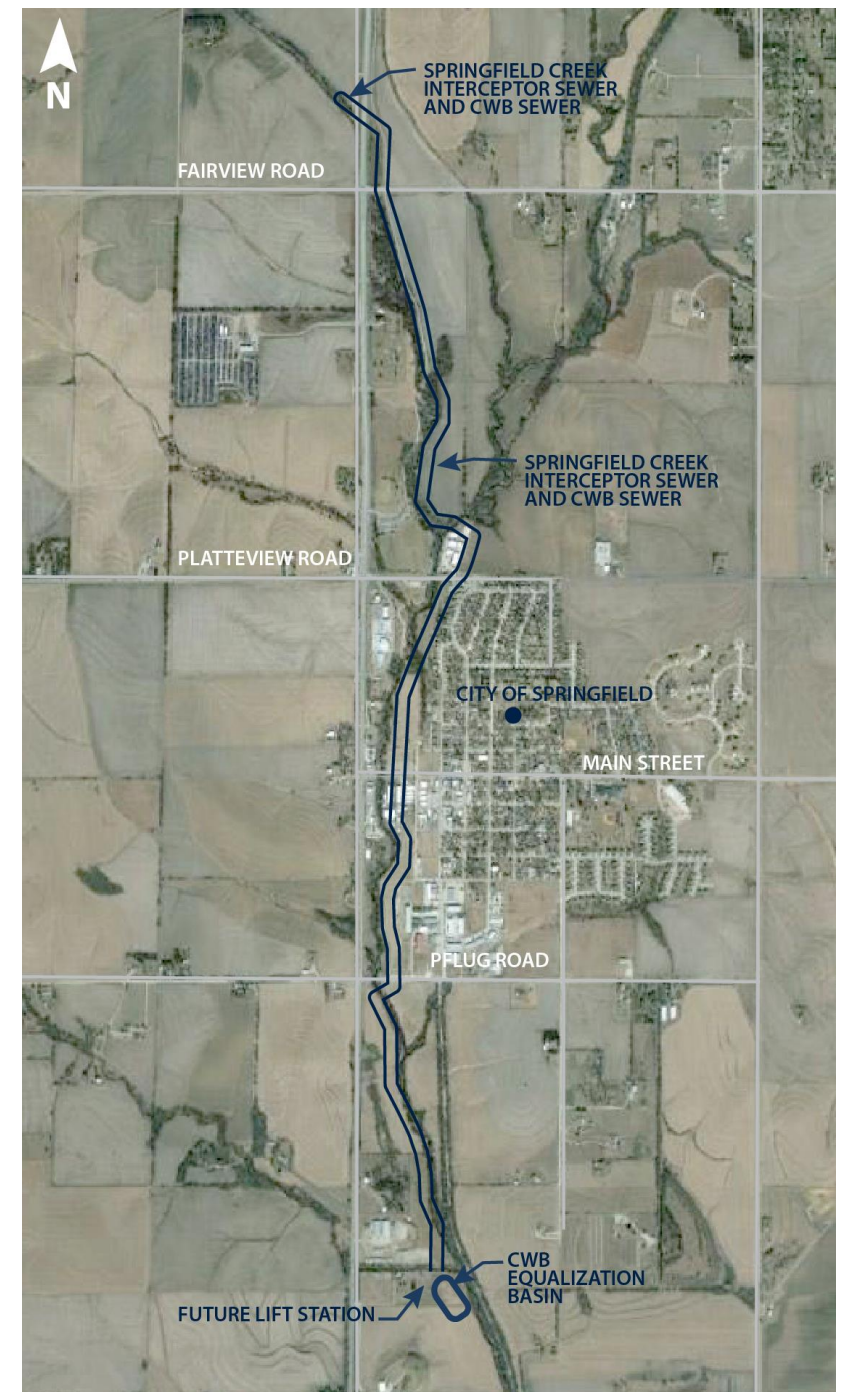 N
SPRINGFIELD CREEK
INTERCEPTOR SEWER
AND CWB SEWER
FAIRVIEW ROAD
SPRINGFIELD CREEK
INTERCEPTOR SEWER
AND CWB SEWER
PLATTEVIEW ROAD
CITY OF SPRINGFIELD
MAIN STREET
PFLUG ROAD
CWB
EQUALIZATION
BASIN
FUTURE LIFT STATION